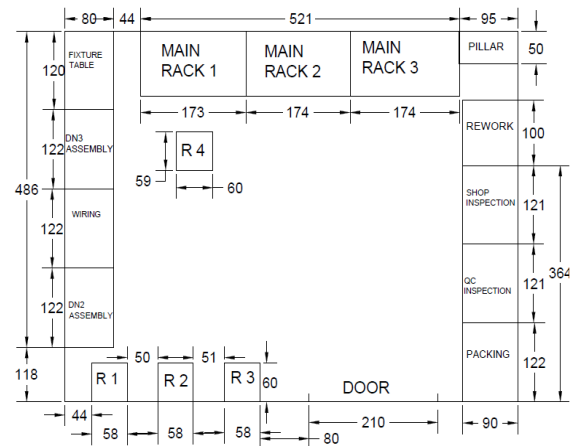 80 44 521 95
FIXTURE
TABLE
MAIN
RACK 1
MAIN
RACK 2
MAIN
RACK 3
PILLAR
50
120
173 174 174
DN3
ASSEMBLY
122
R 4
59
60
REWORK
100
486
WIRING
122
SHOP
INSPECTION
121
364
DN2
ASSEMBLY
122
QC
INSPECTION
121
PACKING
122
118
50 51
R 1
R 2
R 3
60
DOOR
44
58 58 58
80
210
90